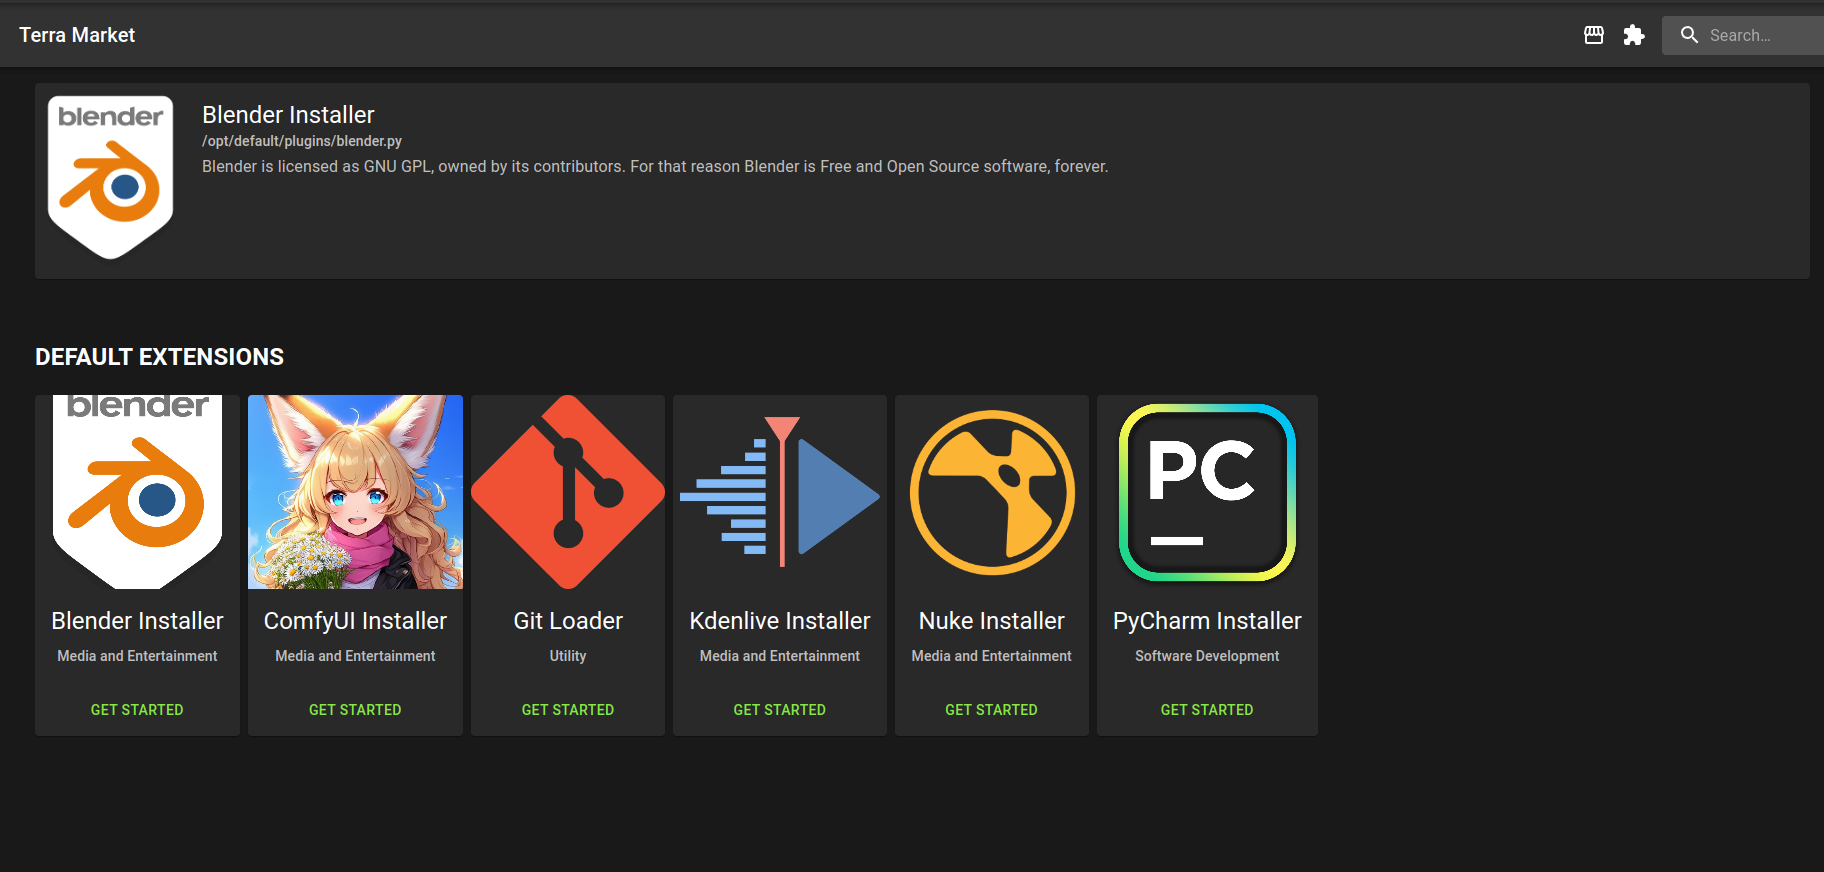 Terra Market
Search...
blender
Blender Installer
/opt/default/plugins/blender.py
Blender is licensed as GNU GPL, owned by its contributors. For that reason Blender is Free and Open Source software, forever.
DEFAULT EXTENSIONS
blender
PC
Blender Installer
ComfyUI Installer
Git Loader
Kdenlive Installer
Nuke Installer
PyCharm Installer
Media and Entertainment
Media and Entertainment
Utility
Media and Entertainment
Media and Entertainment
Software Development
GET STARTED
GET STARTED
GET STARTED
GET STARTED
GET STARTED
GET STARTED